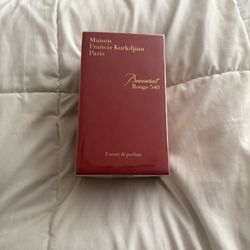 Maison
Francis Kurkdjian
Paris
Baccarat
Rouge 540
Extrait de parfum